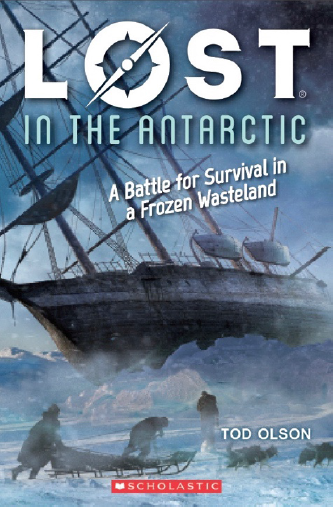 LOST®
IN THE ANTARCTIC
A Battle for Survival in
a Frozen Wasteland
TOD OLSON
SCHOLASTIC